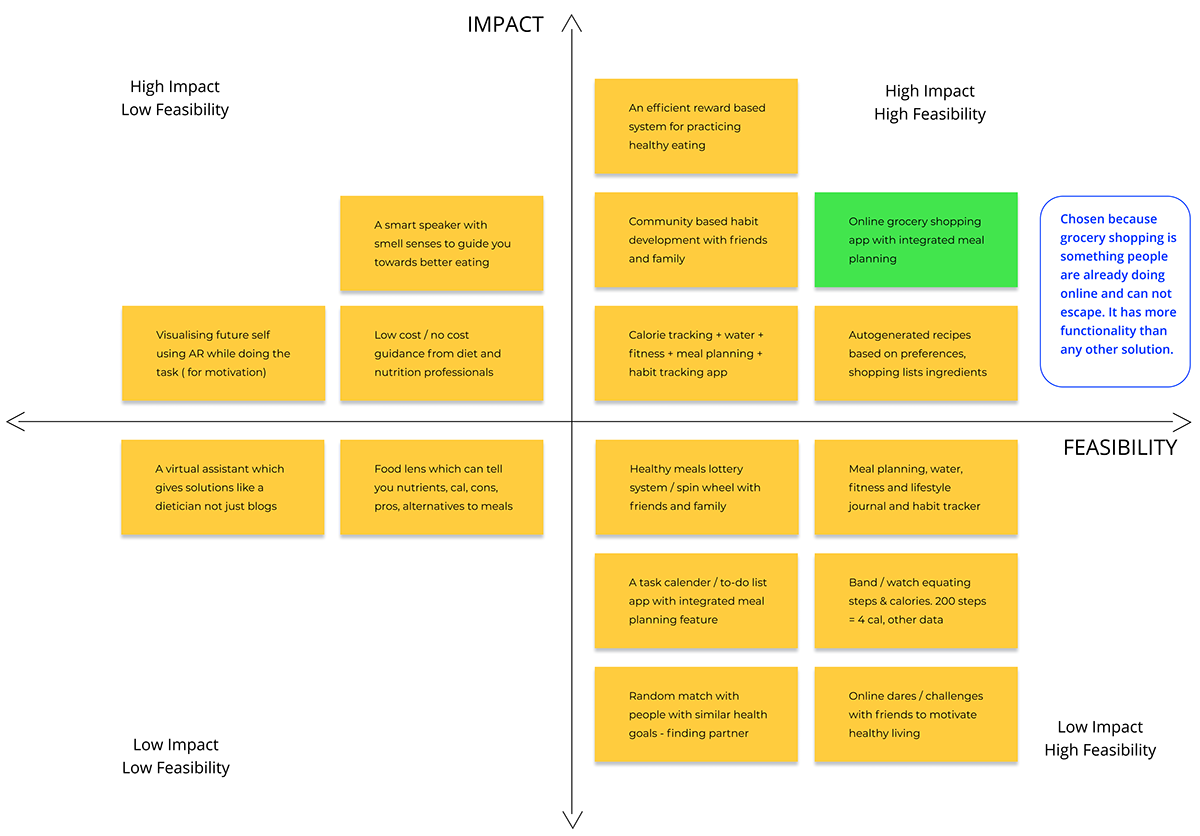 IMPACT
High Impact
Low Feasibility
High Impact
High Feasibility
An efficient reward based
system for practicing
healthy eating
A smart speaker with
smell senses to guide you
towards better eating
Community based habit
development with friends
and family
Online grocery shopping
app with integrated meal
planning
Chosen because
grocery shopping is
something people
are already doing
online and can not
escape. It has more
functionality than
any other solution.
Visualising future self
using AR while doing the
task ( for motivation)
Low cost / no cost
guidance from diet and
nutrition professionals
Calorie tracking + water +
fitness + meal planning +
habit tracking app
Autogenerated recipes
based on preferences,
shopping lists ingredients
FEASIBILITY
A virtual assistant which
gives solutions like a
dietician not just blogs
Food lens which can tell
you nutrients, cal, cons,
pros, alternatives to meals
Healthy meals lottery
system / spin wheel with
friends and family
Meal planning, water,
fitness and lifestyle
journal and habit tracker
A task calender / to-do list
app with integrated meal
planning feature
Band / watch equating
steps & calories. 200 steps
= 4 cal, other data
Random match with
people with similar health
goals - finding partner
Online dares / challenges
with friends to motivate
healthy living
Low Impact
Low Feasibility
Low Impact
High Feasibility